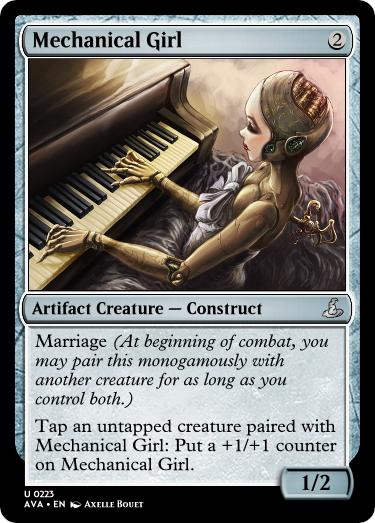 Mechanical Girl 2
Artifact Creature — Construct
Marriage (At beginning of combat, you
may pair this monogamously with
another creature for as long as you
control both.)
Tap an untapped creature paired with
Mechanical Girl: Put a +1/+1 counter
on Mechanical Girl.
1/2
U 0223
AVA • EN Axelle Bouet